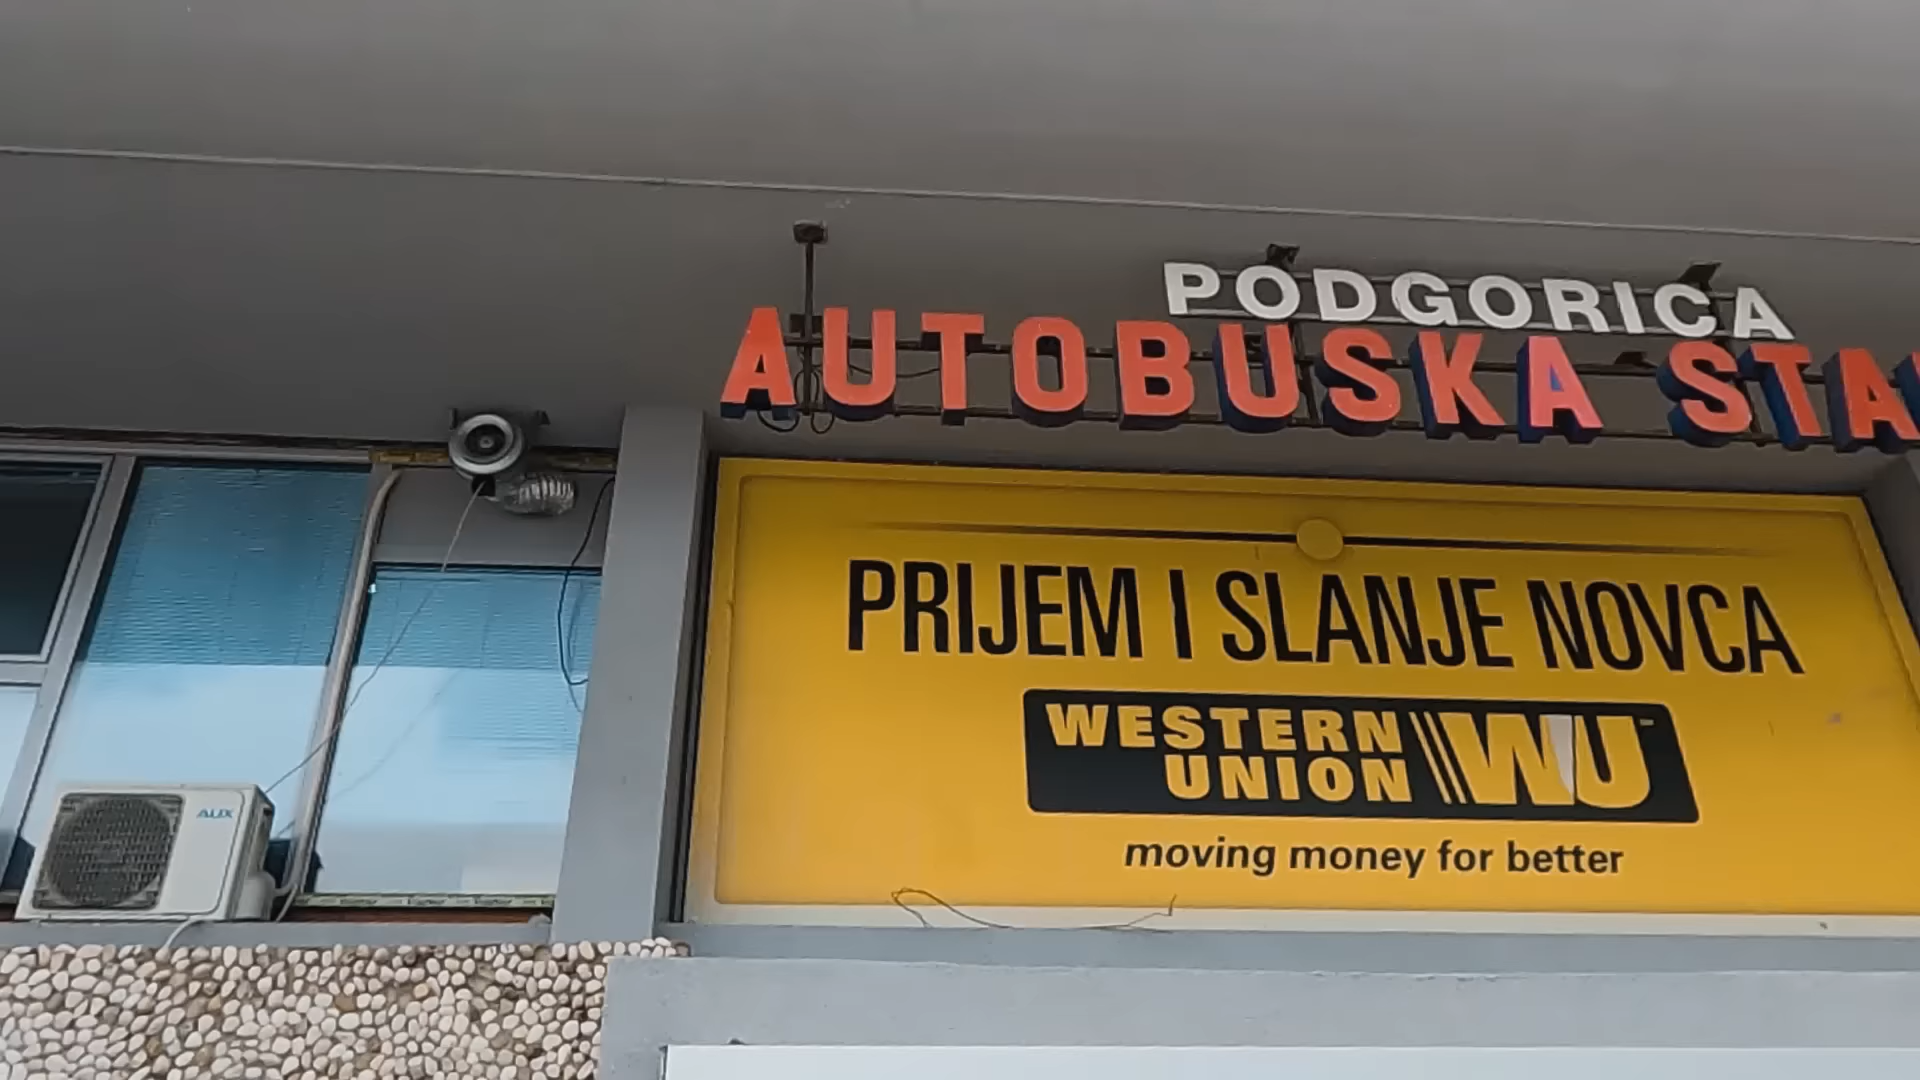 PODGORICA
AUTOBUSKA STA
PRIJEM I SLANJE NOVCA
WESTERN
UNION
WU
moving money for better
AUX